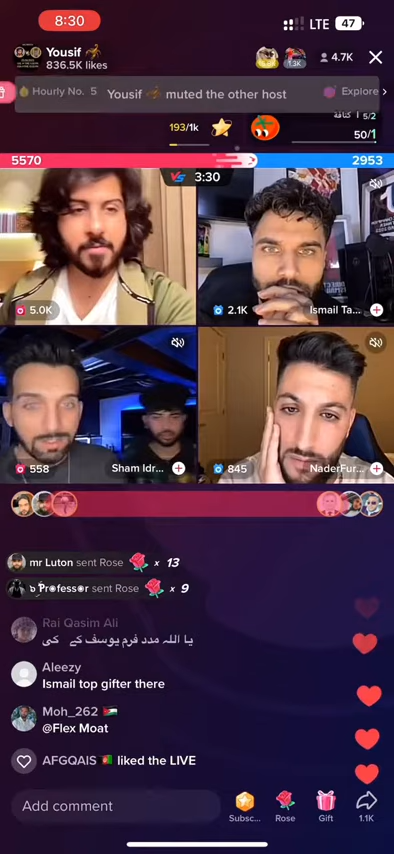 8:30
LTE 47
Yousif 🦂
836.5K likes
1.3K
4.7K
Hourly No. 5
Yousif 🦂 muted the other host
Explore >
193/1k
5/2
50/1
5570
2953
VS 3:30
5.0K
2.1K
Ismail Ta...
558
Sham Idr...
845
NaderFur...
mr Luton sent Rose 🌹 x 13
sent Rose 🌹 x 9
Rai Qasim Ali
یا اللہ مدد فرم یوسف کے کی
Aleezy
Ismail top gifter there
Moh_262 🇵🇸
@Flex Moat
AFGQAIS 🇦🇫 liked the LIVE
Add comment
Subsc...
Rose
Gift
1.1K